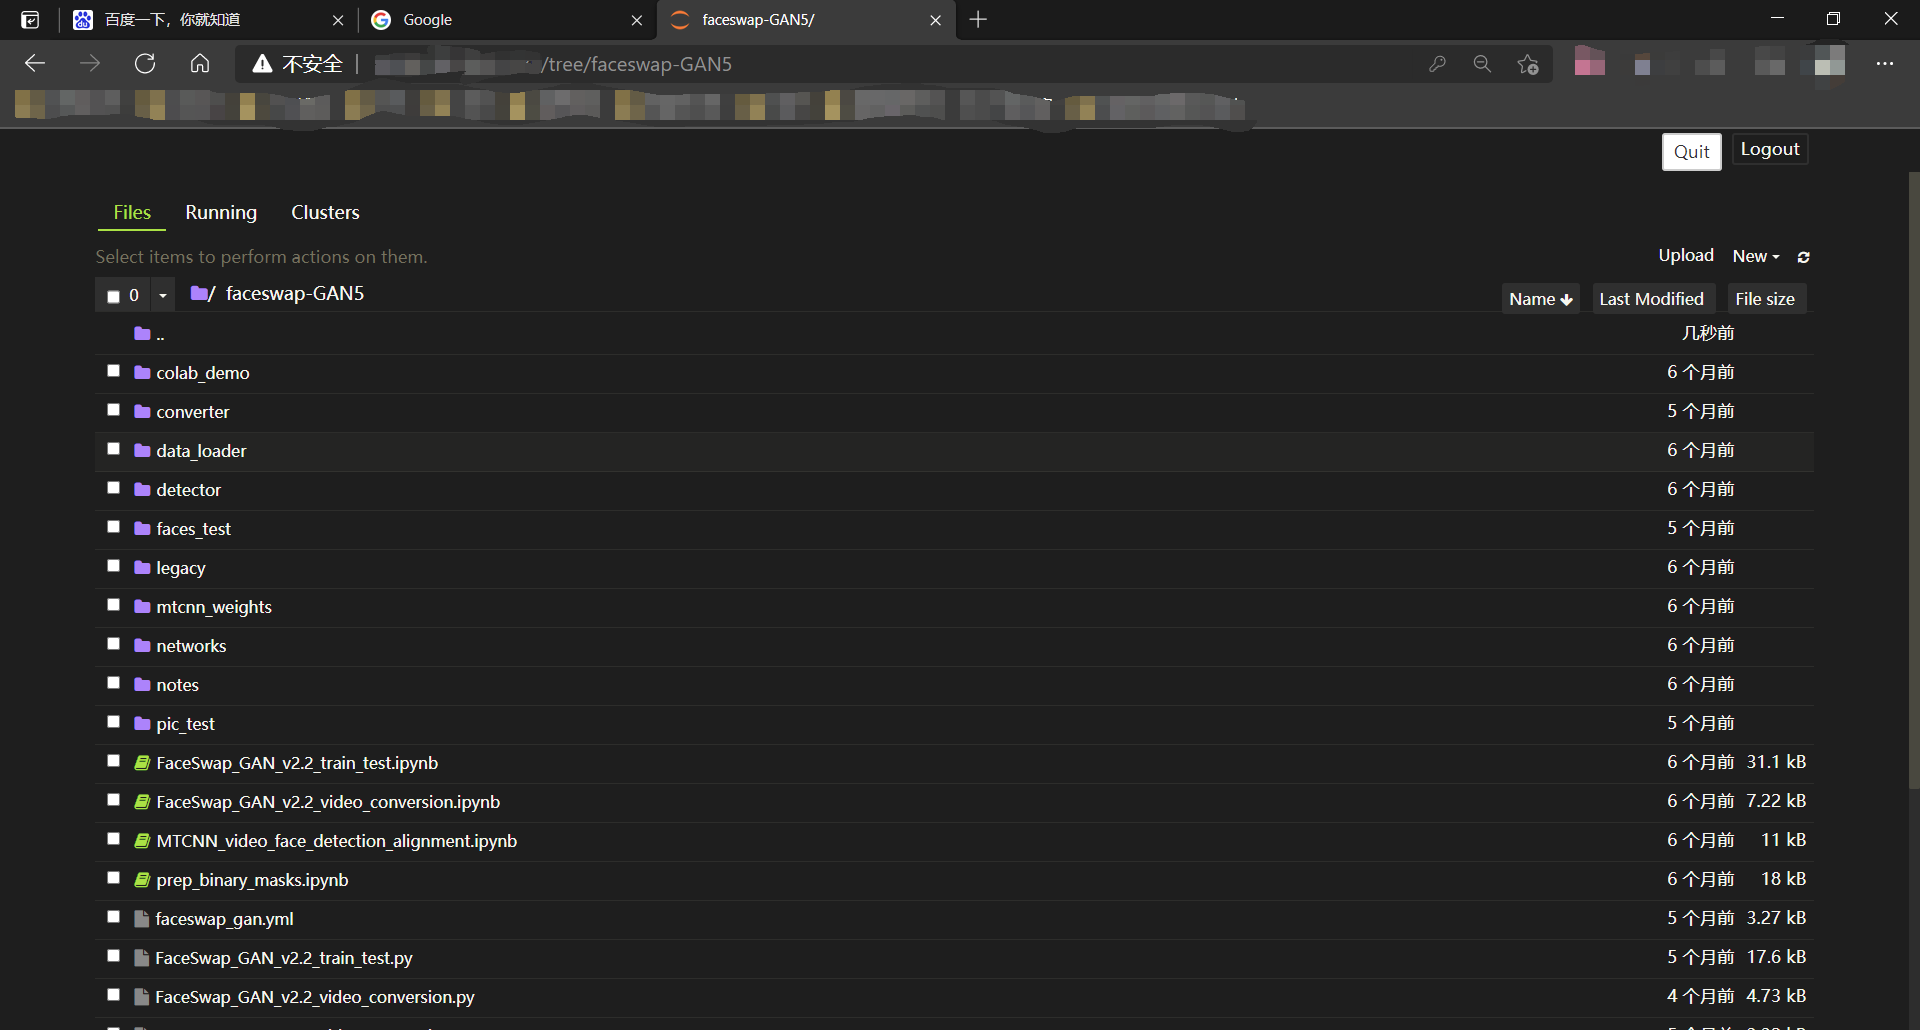 百度一下，你就知道
Google
faceswap-GAN5/
不安全
/tree/faceswap-GAN5
Quit
Logout
Files
Running
Clusters
Select items to perform actions on them.
Upload
New
0
/ faceswap-GAN5
Name
Last Modified
File size
..
几秒前
colab_demo
6 个月前
converter
5 个月前
data_loader
6 个月前
detector
6 个月前
faces_test
5 个月前
legacy
6 个月前
mtcnn_weights
6 个月前
networks
6 个月前
notes
6 个月前
pic_test
5 个月前
FaceSwap_GAN_v2.2_train_test.ipynb
6 个月前 31.1 kB
FaceSwap_GAN_v2.2_video_conversion.ipynb
6 个月前 7.22 kB
MTCNN_video_face_detection_alignment.ipynb
6 个月前 11 kB
prep_binary_masks.ipynb
6 个月前 18 kB
faceswap_gan.yml
5 个月前 3.27 kB
FaceSwap_GAN_v2.2_train_test.py
5 个月前 17.6 kB
FaceSwap_GAN_v2.2_video_conversion.py
4 个月前 4.73 kB